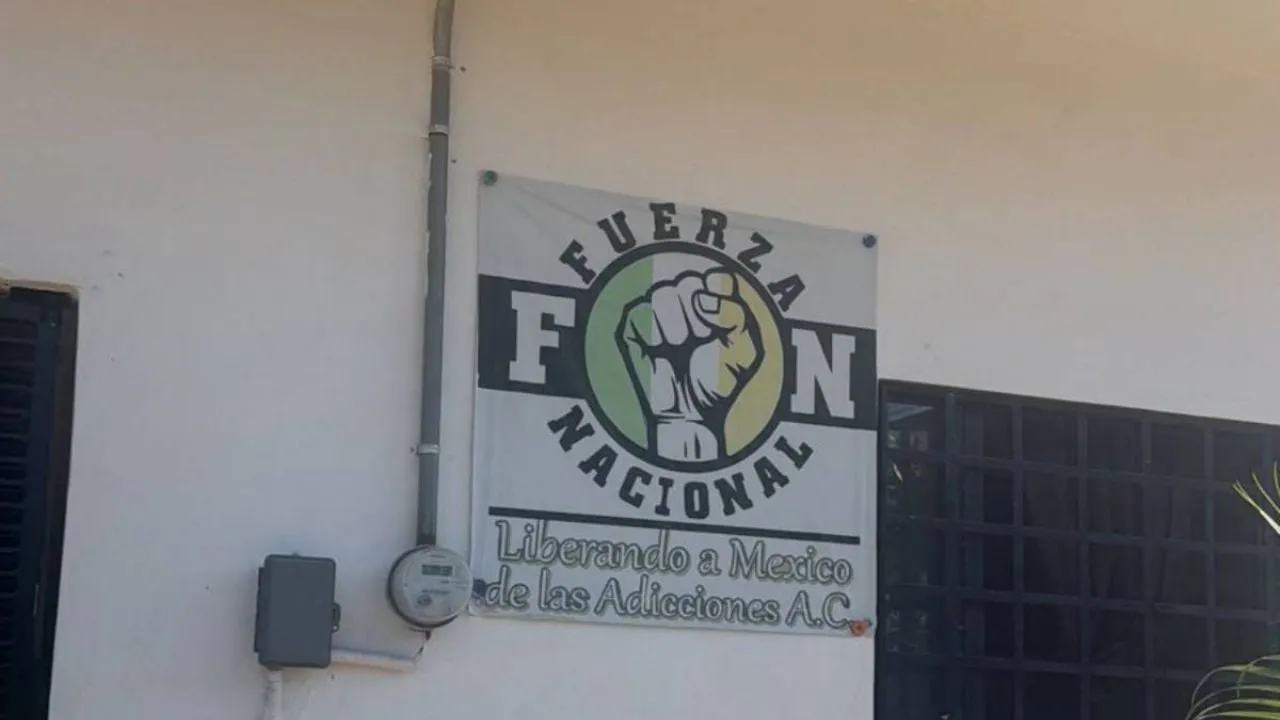 FUERZA
F N
NACIONAL
Liberando a Mexico
de las Adicciones A.C.